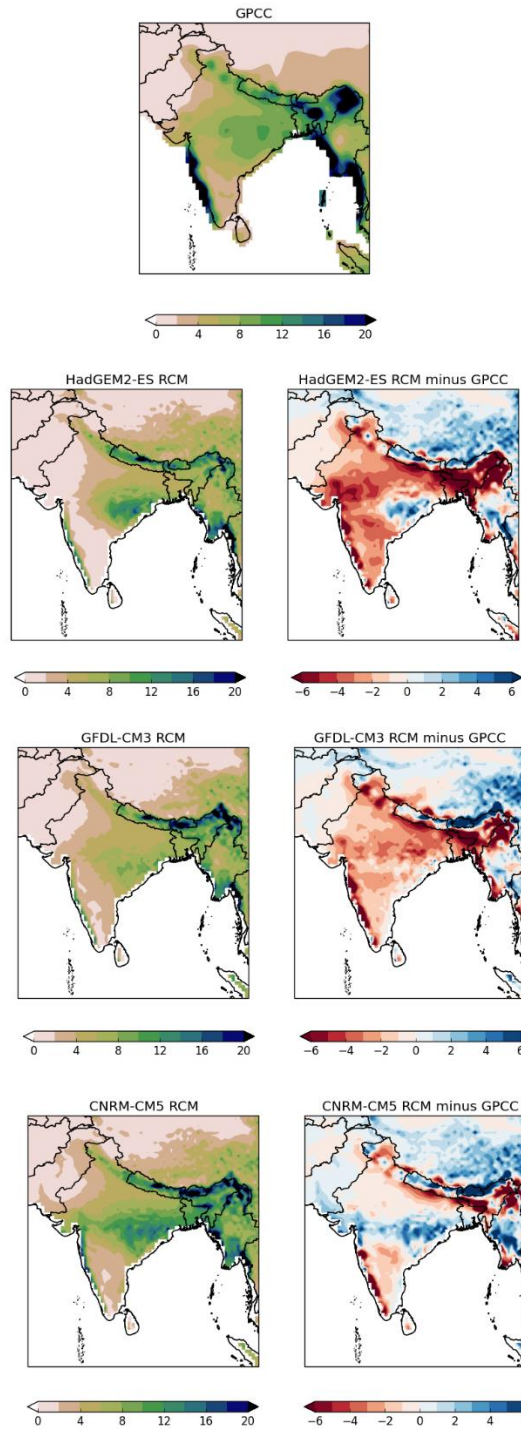 GPCC
0 4 8 12 16 20
HadGEM2-ES RCM
HadGEM2-ES RCM minus GPCC
0 4 8 12 16 20
−6 −4 −2 0 2 4 6
GFDL-CM3 RCM
GFDL-CM3 RCM minus GPCC
0 4 8 12 16 20
−6 −4 −2 0 2 4 6
CNRM-CM5 RCM
CNRM-CM5 RCM minus GPCC
0 4 8 12 16 20
−6 −4 −2 0 2 4 6